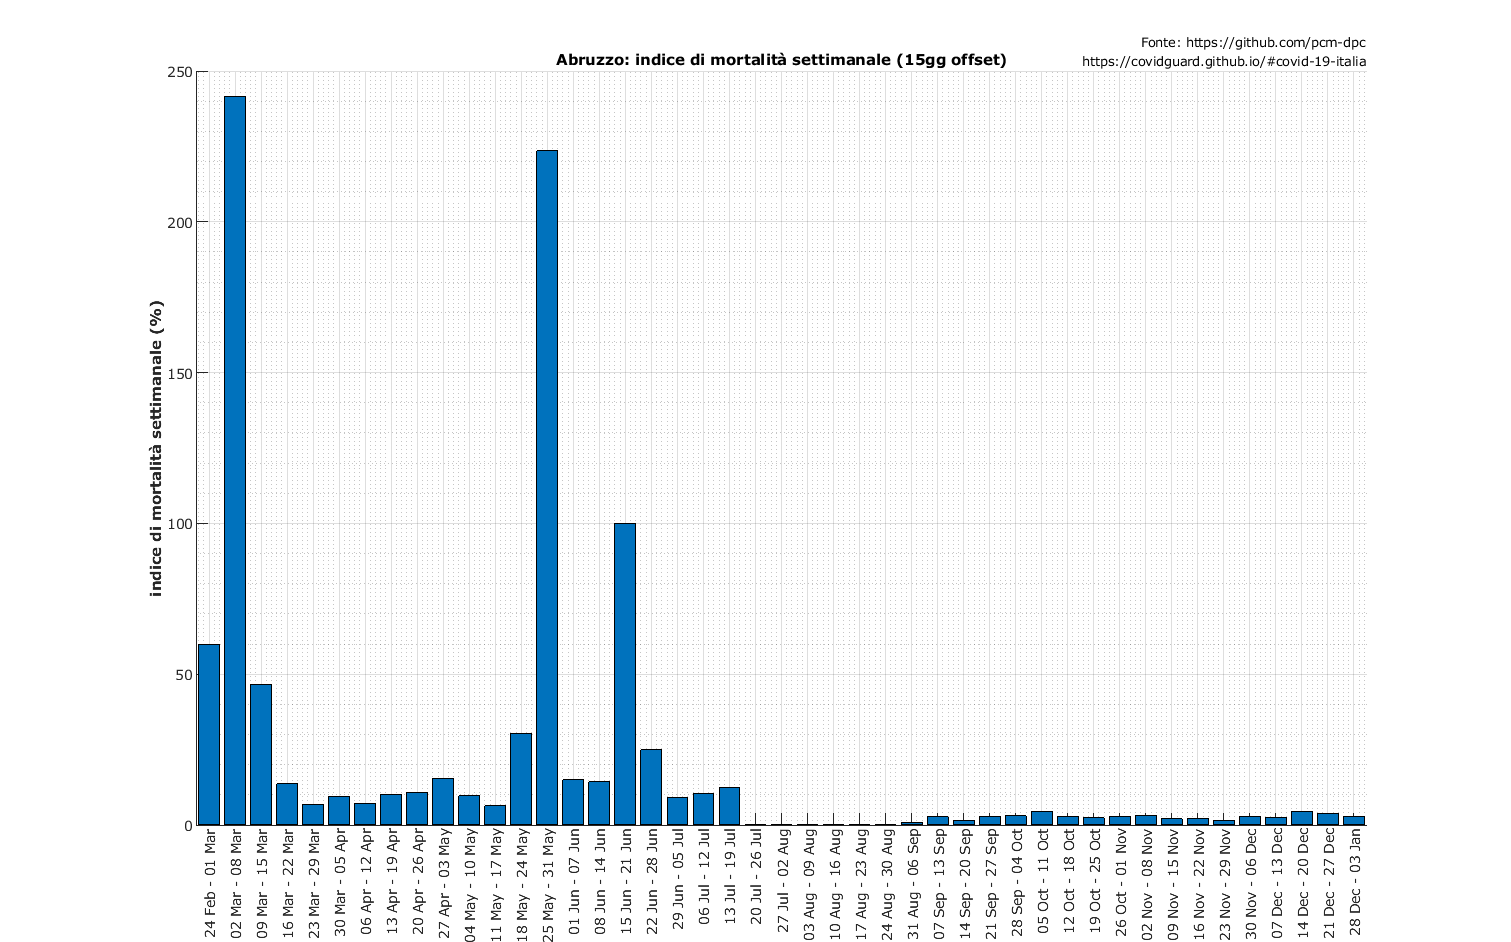 Fonte: https://github.com/pcm-dpc
Abruzzo: indice di mortalità settimanale (15gg offset)
https://covidguard.github.io/#covid-19-italia
indice di mortalità settimanale (%)
250
200
150
100
50
0
24 Feb - 01 Mar
02 Mar - 08 Mar
09 Mar - 15 Mar
16 Mar - 22 Mar
23 Mar - 29 Mar
30 Mar - 05 Apr
06 Apr - 12 Apr
13 Apr - 19 Apr
20 Apr - 26 Apr
27 Apr - 03 May
04 May - 10 May
11 May - 17 May
18 May - 24 May
25 May - 31 May
01 Jun - 07 Jun
08 Jun - 14 Jun
15 Jun - 21 Jun
22 Jun - 28 Jun
29 Jun - 05 Jul
06 Jul - 12 Jul
13 Jul - 19 Jul
20 Jul - 26 Jul
27 Jul - 02 Aug
03 Aug - 09 Aug
10 Aug - 16 Aug
17 Aug - 23 Aug
24 Aug - 30 Aug
31 Aug - 06 Sep
07 Sep - 13 Sep
14 Sep - 20 Sep
21 Sep - 27 Sep
28 Sep - 04 Oct
05 Oct - 11 Oct
12 Oct - 18 Oct
19 Oct - 25 Oct
26 Oct - 01 Nov
02 Nov - 08 Nov
09 Nov - 15 Nov
16 Nov - 22 Nov
23 Nov - 29 Nov
30 Nov - 06 Dec
07 Dec - 13 Dec
14 Dec - 20 Dec
21 Dec - 27 Dec
28 Dec - 03 Jan